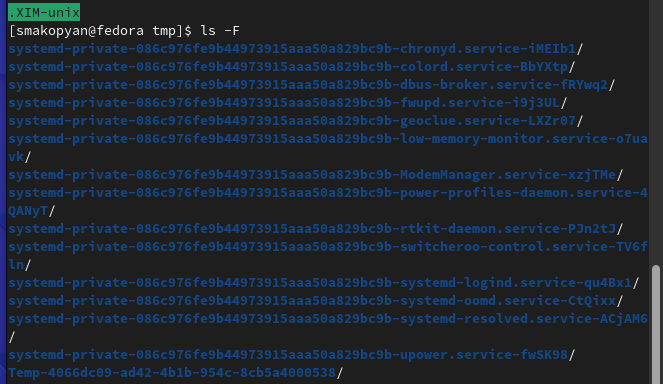 .XIM-unix
[smakopyan@fedora tmp]$ ls -F
systemd-private-086c976fe9b44973915aaa50a829bc9b-chronyd.service-iMEIb1/
systemd-private-086c976fe9b44973915aaa50a829bc9b-colord.service-BbYXtp/
systemd-private-086c976fe9b44973915aaa50a829bc9b-dbus-broker.service-fRYwq2/
systemd-private-086c976fe9b44973915aaa50a829bc9b-fwupd.service-i9j3UL/
systemd-private-086c976fe9b44973915aaa50a829bc9b-geoclue.service-LXZr07/
systemd-private-086c976fe9b44973915aaa50a829bc9b-low-memory-monitor.service-o7ua
vk/
systemd-private-086c976fe9b44973915aaa50a829bc9b-ModemManager.service-xzjTMe/
systemd-private-086c976fe9b44973915aaa50a829bc9b-power-profiles-daemon.service-4
QANyT/
systemd-private-086c976fe9b44973915aaa50a829bc9b-rtkit-daemon.service-PJn2tJ/
systemd-private-086c976fe9b44973915aaa50a829bc9b-switcheroo-control.service-TV6f
ln/
systemd-private-086c976fe9b44973915aaa50a829bc9b-systemd-logind.service-qu4Bx1/
systemd-private-086c976fe9b44973915aaa50a829bc9b-systemd-oomd.service-CtQixx/
systemd-private-086c976fe9b44973915aaa50a829bc9b-systemd-resolved.service-ACjAM6
/
systemd-private-086c976fe9b44973915aaa50a829bc9b-upower.service-fwSK98/
Temp-4066dc09-ad42-4b1b-954c-8cb5a4000538/